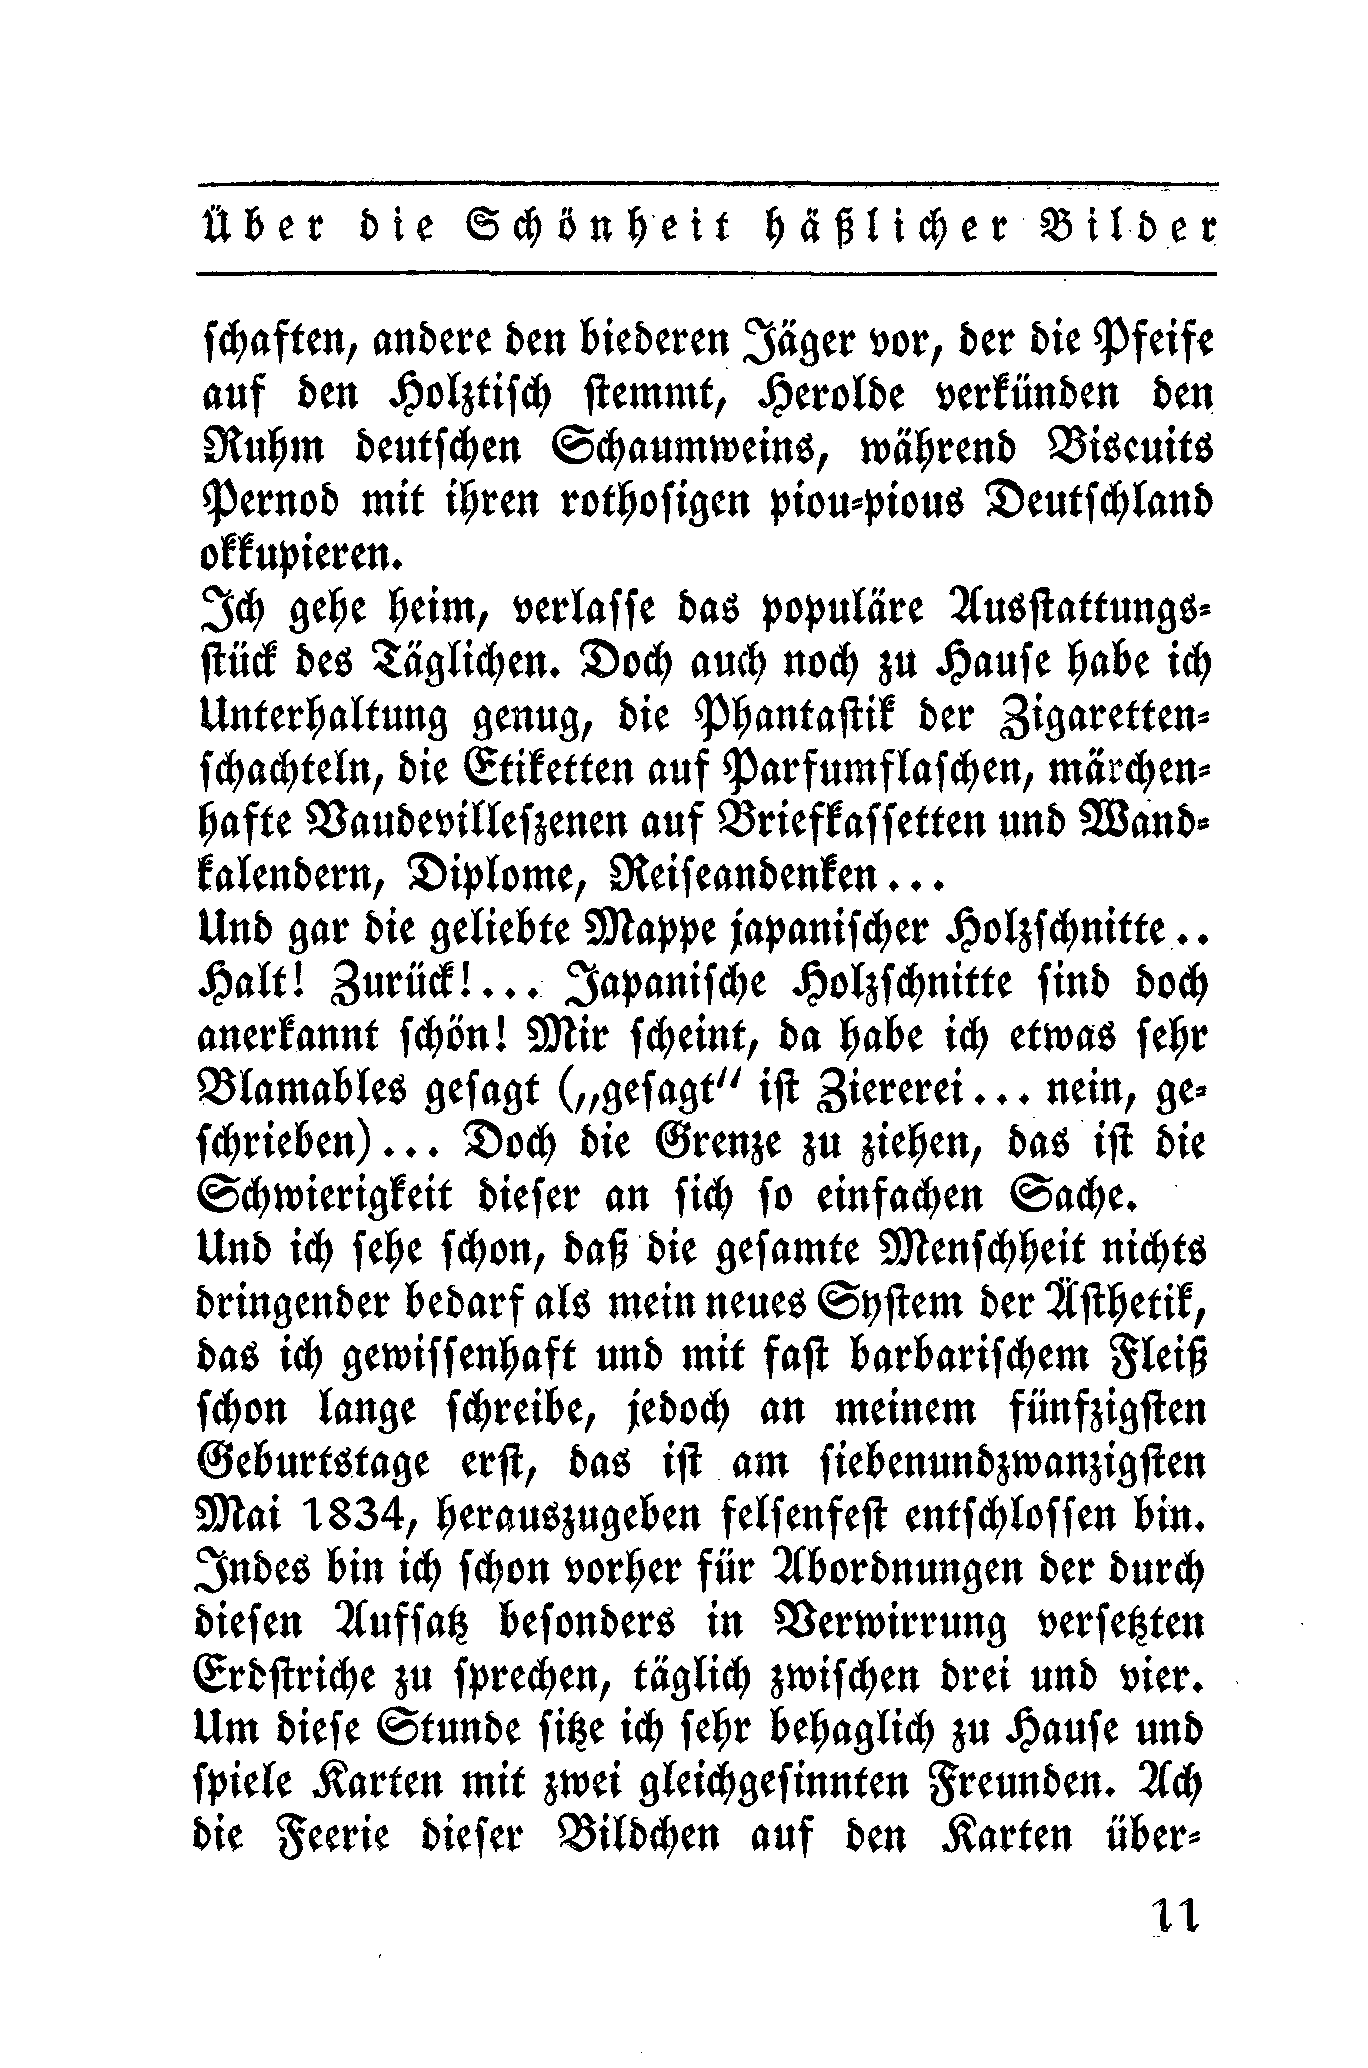 Über die Schönheit häßlicher Bilder
schaften, andere den biederen Jäger vor, der die Pfeife
auf den Holztisch stemmt, Herolde verkünden den
Ruhm deutschen Schaumweins, während Biscuits
Pernod mit ihren rothosigen piou-pious Deutschland
okkupieren.
Ich gehe heim, verlasse das populäre Ausstattungs-
stück des Täglichen. Doch auch noch zu Hause habe ich
Unterhaltung genug, die Phantastik der Zigaretten-
schachteln, die Etiketten auf Parfumflaschen, märchen-
hafte Vaudevilleszenen auf Briefkassetten und Wand-
kalendern, Diplome, Reiseandenken...
Und gar die geliebte Mappe japanischer Holzschnitte..
Halt! Zurück!... Japanische Holzschnitte sind doch
anerkannt schön! Mir scheint, da habe ich etwas sehr
Blamables gesagt („gesagt“ ist Ziererei... nein, ge-
schrieben)... Doch die Grenze zu ziehen, das ist die
Schwierigkeit dieser an sich so einfachen Sache.
Und ich sehe schon, daß die gesamte Menschheit nichts
dringender bedarf als mein neues System der Ästhetik,
das ich gewissenhaft und mit fast barbarischem Fleiß
schon lange schreibe, jedoch an meinem fünfzigsten
Geburtstage erst, das ist am siebenundzwanzigsten
Mai 1834, herauszugeben felsenfest entschlossen bin.
Indes bin ich schon vorher für Abordnungen der durch
diesen Aufsatz besonders in Verwirrung versetzten
Erdstriche zu sprechen, täglich zwischen drei und vier.
Um diese Stunde sitze ich sehr behaglich zu Hause und
spiele Karten mit zwei gleichgesinnten Freunden. Ach
die Feerie dieser Bildchen auf den Karten über-
11